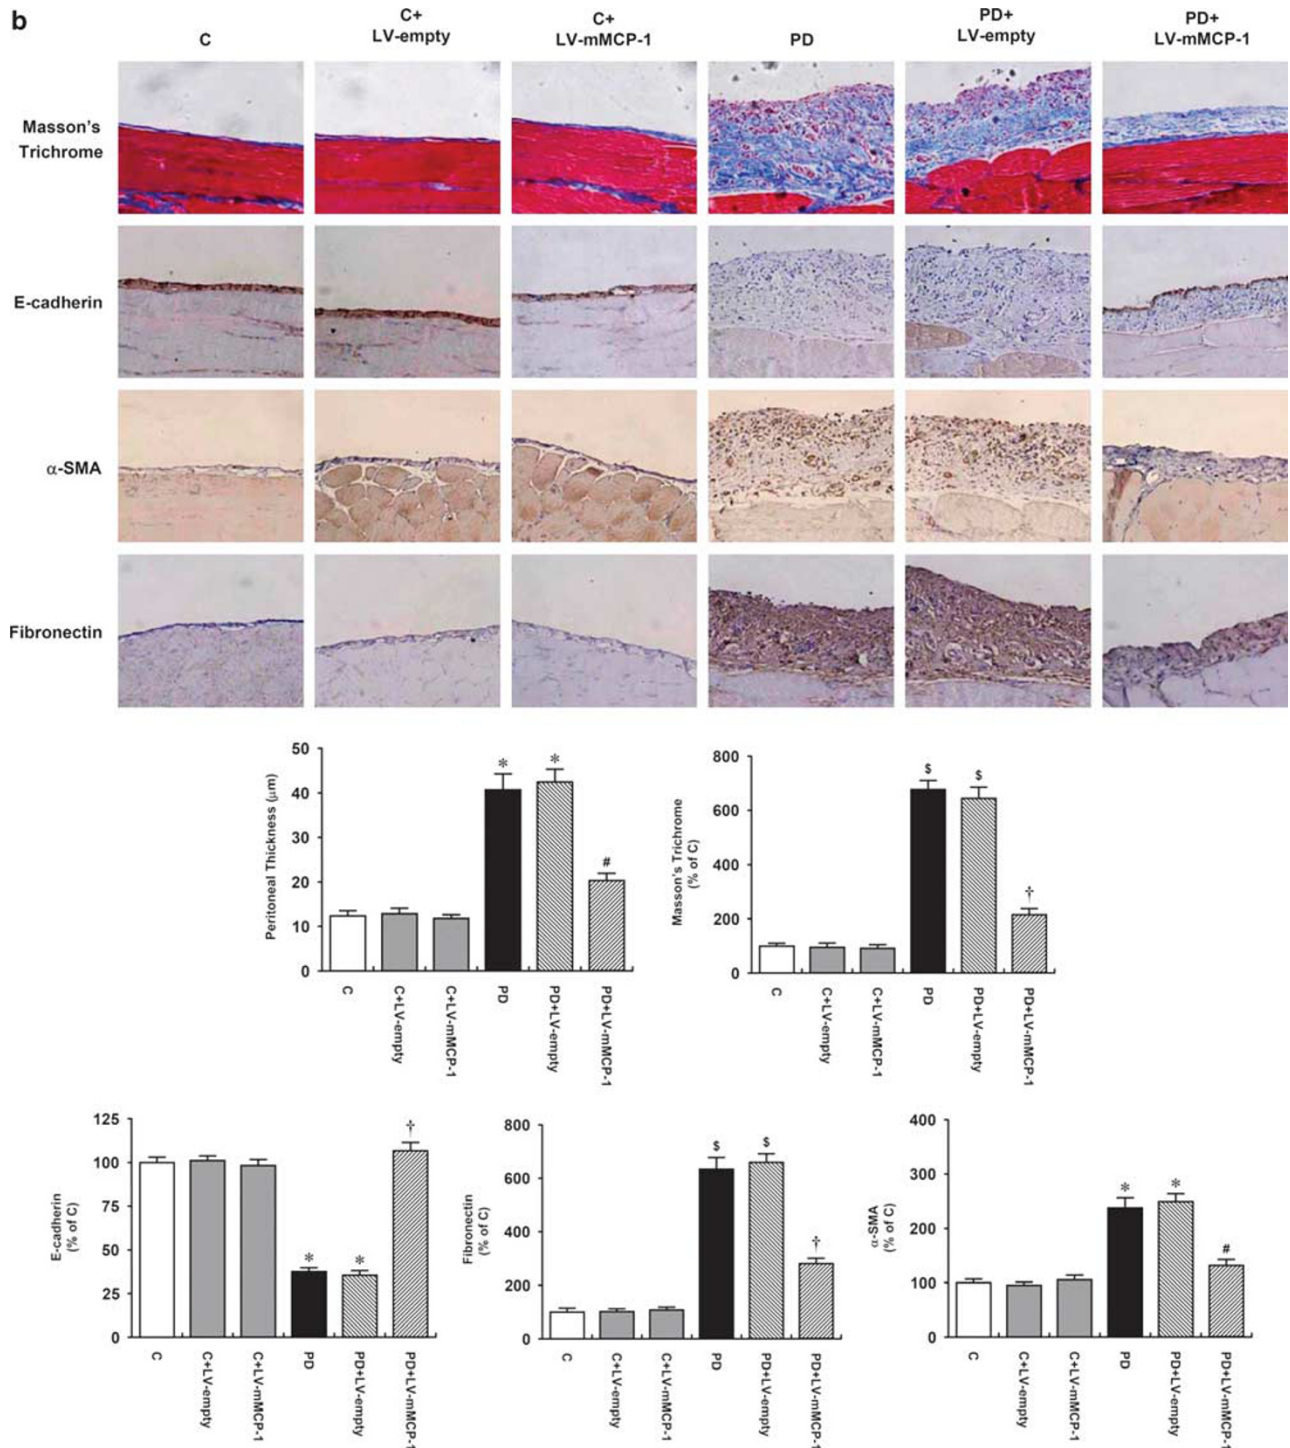 b
C
C+
LV-empty
C+
LV-mMCP-1
PD
PD+
LV-empty
PD+
LV-mMCP-1
Masson's
Trichrome
E-cadherin
α-SMA
Fibronectin
Peritoneal Thickness (μm)
50
40
30
20
10
0
*
*
#
C
C+LV-empty
C+LV-mMCP-1
PD
PD+LV-empty
PD+LV-mMCP-1
Masson's Trichrome
(% of C)
800
600
400
200
0
$
$
†
C
C+LV-empty
C+LV-mMCP-1
PD
PD+LV-empty
PD+LV-mMCP-1
E-cadherin
(% of C)
125
100
75
50
25
0
*
*
†
C
C+LV-empty
C+LV-mMCP-1
PD
PD+LV-empty
PD+LV-mMCP-1
Fibronectin
(% of C)
800
600
400
200
0
$
$
†
C
C+LV-empty
C+LV-mMCP-1
PD
PD+LV-empty
PD+LV-mMCP-1
α-SMA
(% of C)
400
300
200
100
0
*
*
#
C
C+LV-empty
C+LV-mMCP-1
PD
PD+LV-empty
PD+LV-mMCP-1